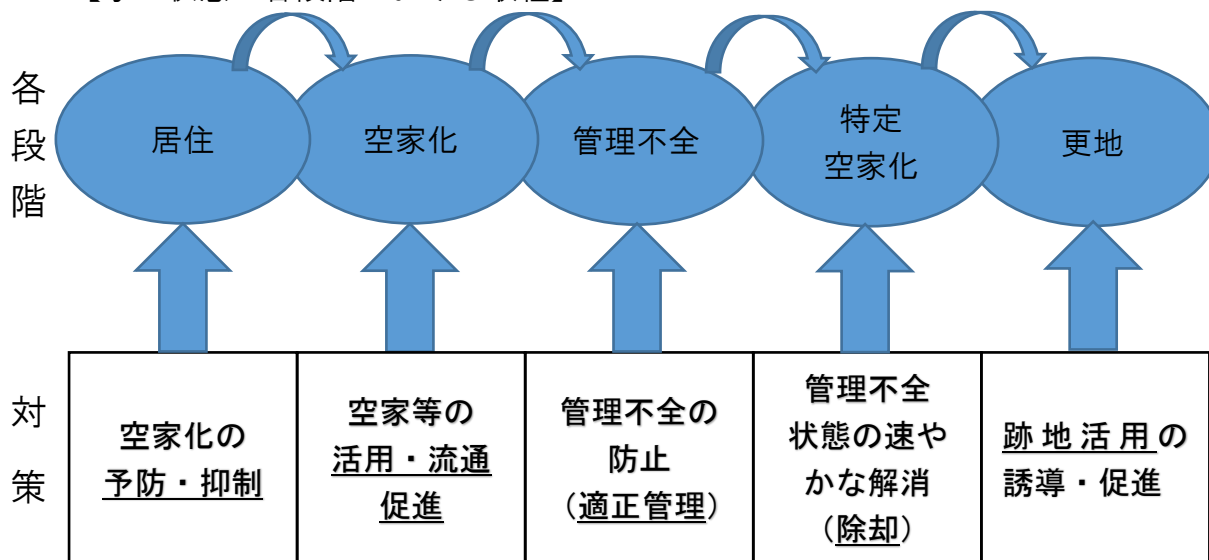 各段階
居住
空家化
管理不全
特定
空家化
更地
対策
空家化の
予防・抑制
空家等の
活用・流通
促進
管理不全の
防止
（適正管理）
管理不全
状態の速や
かな解消
（除却）
跡地活用の
誘導・促進